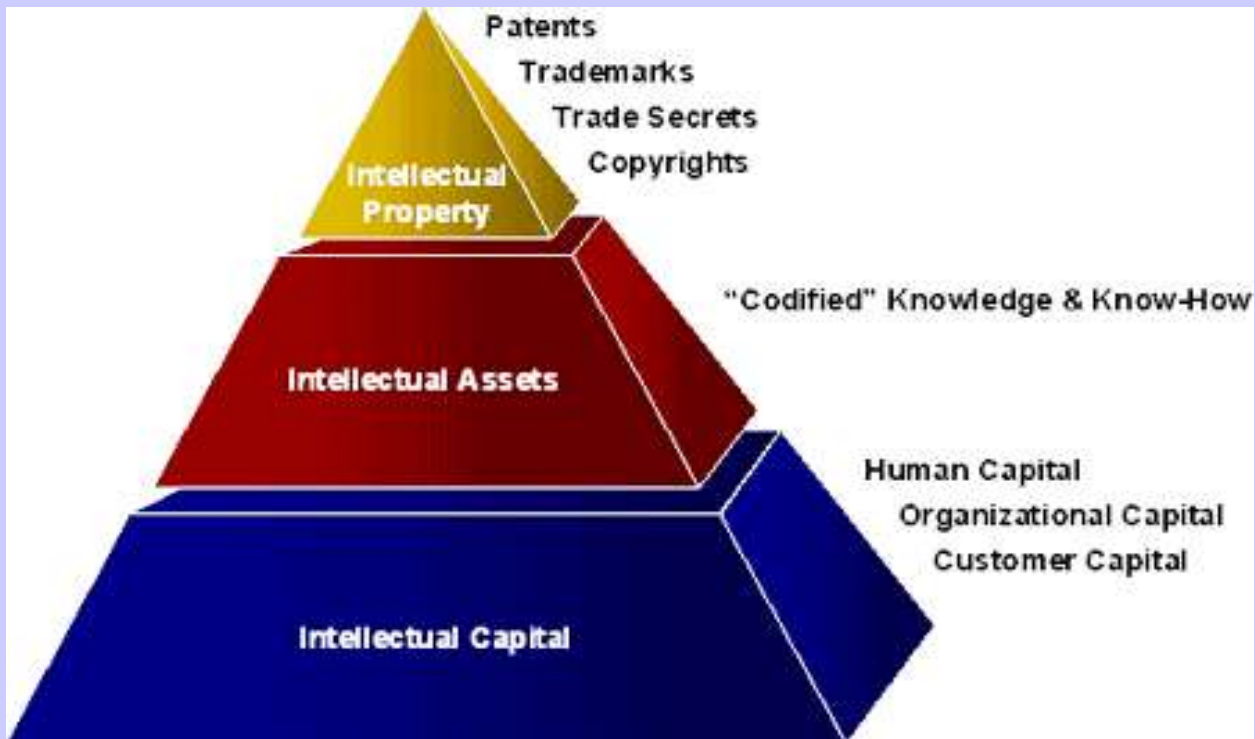 Patents
Trademarks
Trade Secrets
Copyrights
Intellectual
Property
“Codified” Knowledge & Know-How
Intellectual Assets
Human Capital
Organizational Capital
Customer Capital
Intellectual Capital